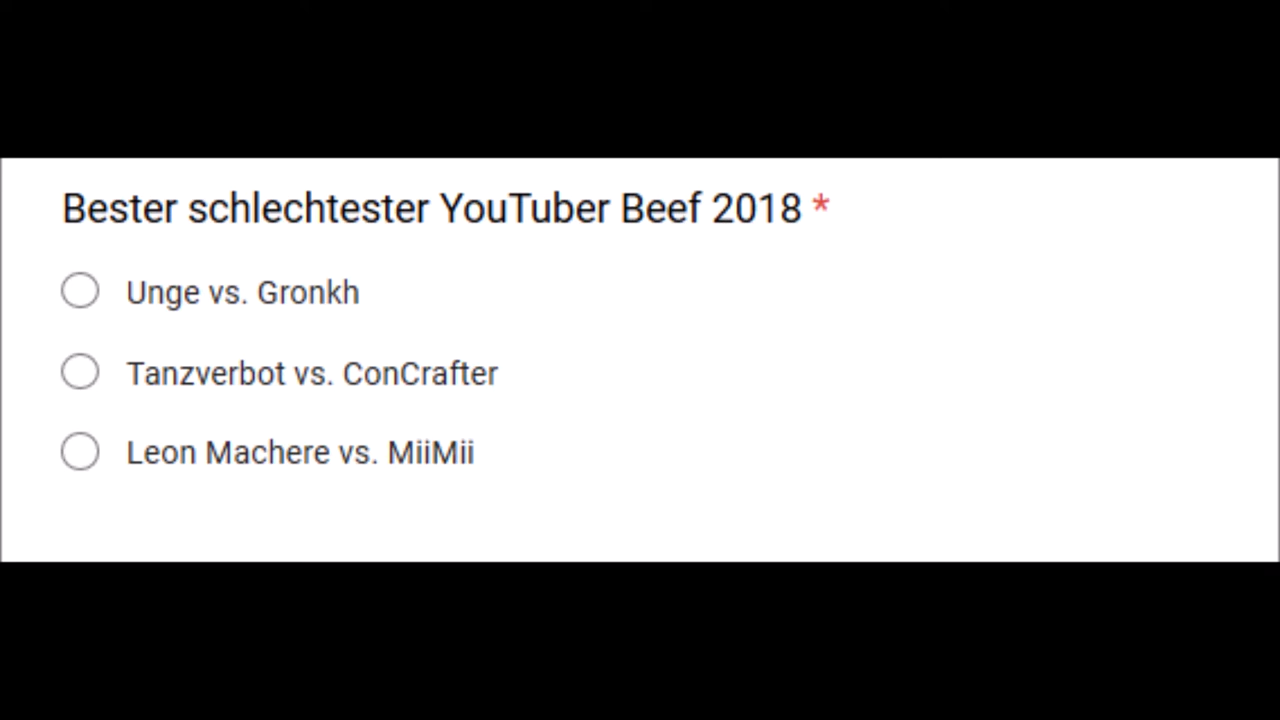 Bester schlechtester YouTuber Beef 2018 *
Unge vs. Gronkh
Tanzverbot vs. ConCrafter
Leon Machere vs. MiiMii